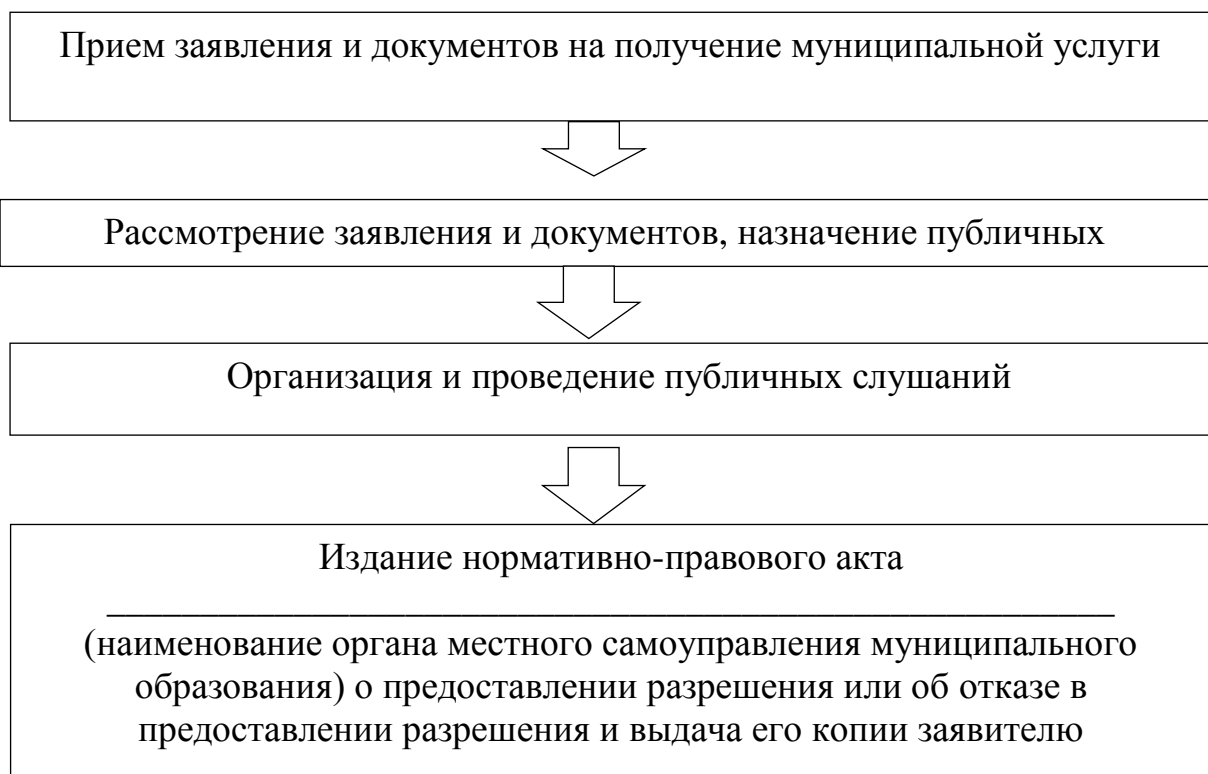 Прием заявления и документов на получение муниципальной услуги
Рассмотрение заявления и документов, назначение публичных
Организация и проведение публичных слушаний
Издание нормативно-правового акта
(наименование органа местного самоуправления муниципального
образования) о предоставлении разрешения или об отказе в
предоставлении разрешения и выдача его копии заявителю